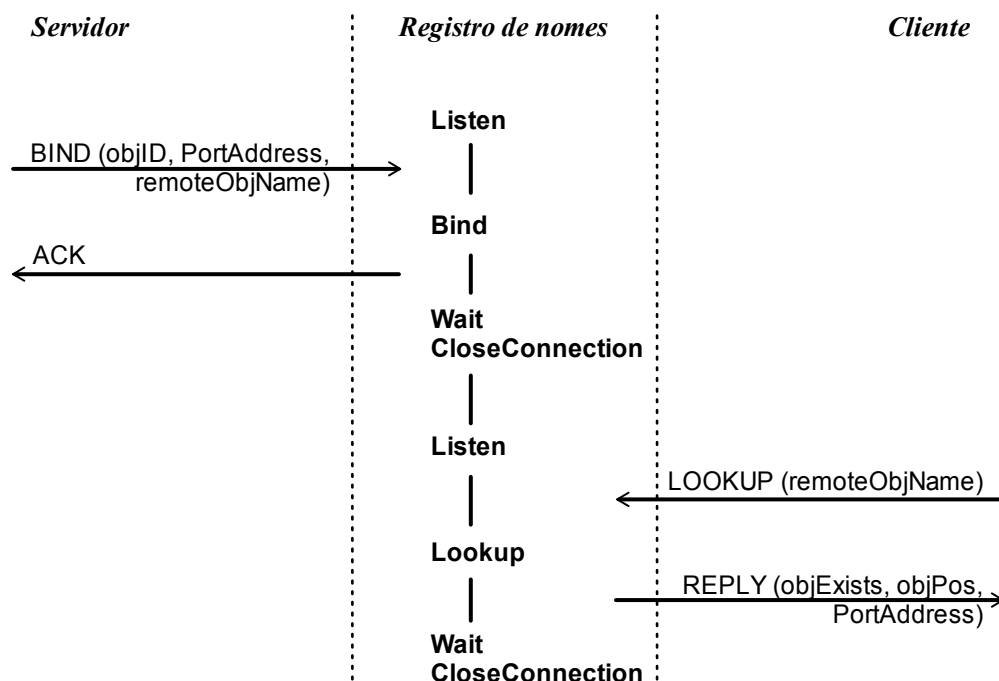 Servidor
Registro de nomes
Cliente
Listen
BIND (objID, PortAddress,
remoteObjName)
Bind
ACK
Wait
CloseConnection
Listen
LOOKUP (remoteObjName)
Lookup
REPLY (objExists, objPos,
PortAddress)
Wait
CloseConnection